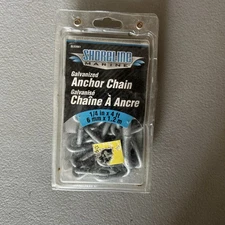 SHORELINE
MARINE
Galvanized
Anchor Chain
Galvanisé
Chaîne À Ancre
1/4 in x 4 ft
6 mm x 1.2 m